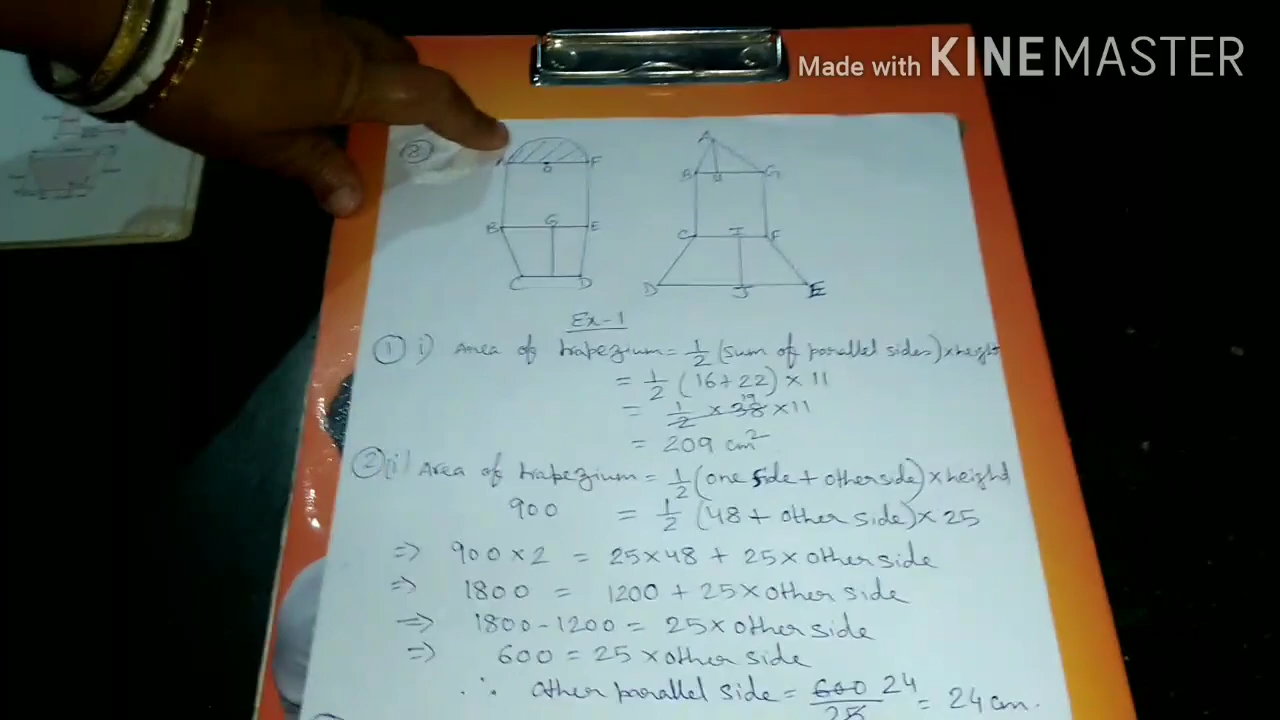 Made with KINEMASTER
②
A F
O
B G E
C D
A
B H G
C I F
D J E
Ex-1
① i) Area of trapezium = 1/2 (sum of parallel sides) × height
= 1/2 (16+22) × 11
= 1/2 × 38 19 × 11
= 209 cm²
② (i) Area of trapezium = 1/2 (one side + other side) × height
900 = 1/2 (48 + other side) × 25
=> 900 × 2 = 25 × 48 + 25 × other side
=> 1800 = 1200 + 25 × other side
=> 1800 - 1200 = 25 × other side
=> 600 = 25 × other side
∴ other parallel side = 600/25 24 = 24 cm.